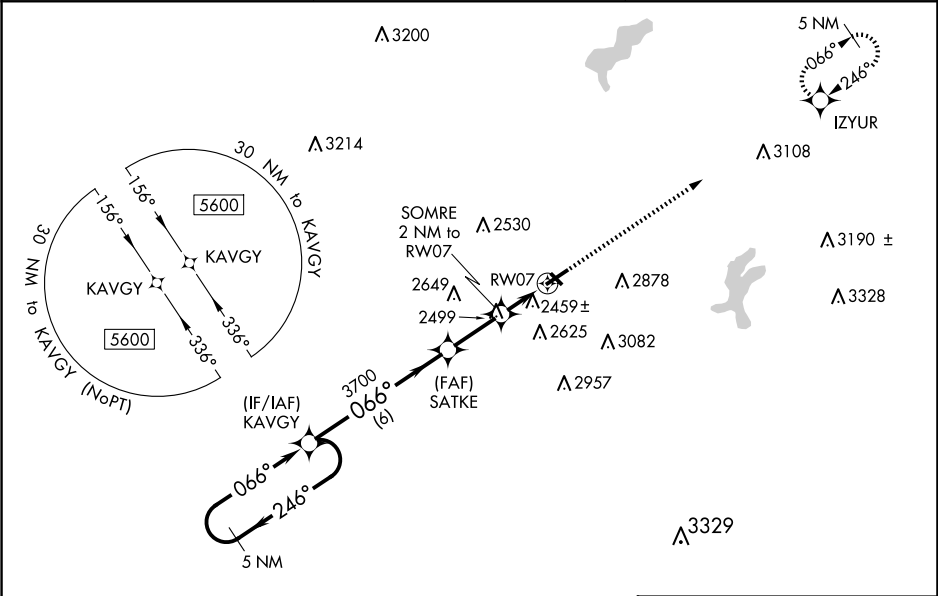 3200
5 NM
066°
246°
IZYUR
3214
3108
30 NM to KAVGY
156°
5600
KAVGY
336°
30 NM to KAVGY (NoPT)
156°
KAVGY
5600
336°
SOMRE
2 NM to
RW07
2530
3190 ±
RW07
2878
2649
3328
2499
2459±
2625
3082
(FAF)
SATKE
2957
3700
066°
(6)
(IF/IAF)
KAVGY
066°
246°
5 NM
3329